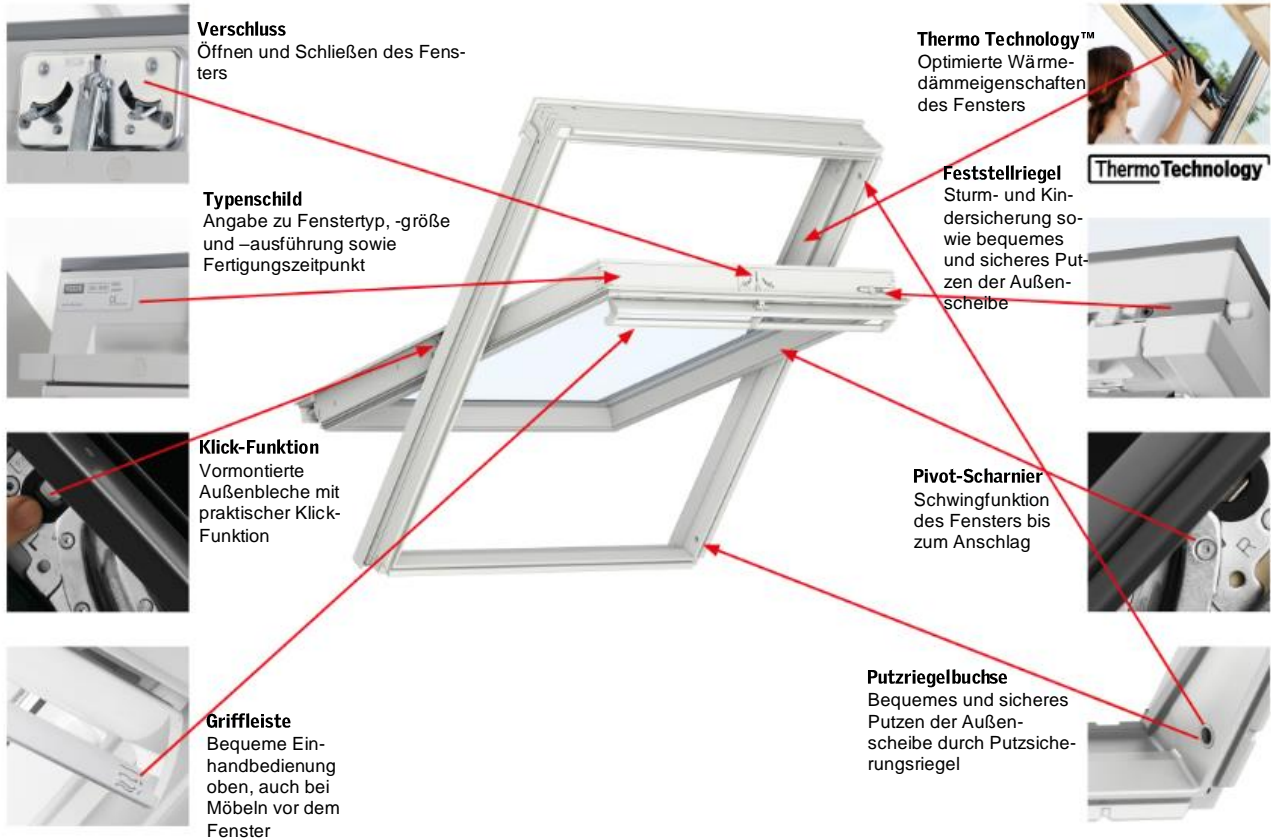 Verschluss
Öffnen und Schließen des Fens-
ters
Typenschild
Angabe zu Fenstertyp, -größe
und –ausführung sowie
Fertigungszeitpunkt
Klick-Funktion
Vormontierte
Außenbleche mit
praktischer Klick-
Funktion
Griffleiste
Bequeme Ein-
handbedienung
oben, auch bei
Möbeln vor dem
Fenster
Thermo Technology™
Optimierte Wärme-
dämmeigenschaften
des Fensters
ThermoTechnology
Feststellriegel
Sturm- und Kin-
dersicherung so-
wie bequemes
und sicheres Put-
zen der Außen-
scheibe
Pivot-Scharnier
Schwingfunktion
des Fensters bis
zum Anschlag
R
Putzriegelbuchse
Bequemes und sicheres
Putzen der Außen-
scheibe durch Putzsiche-
rungsriegel